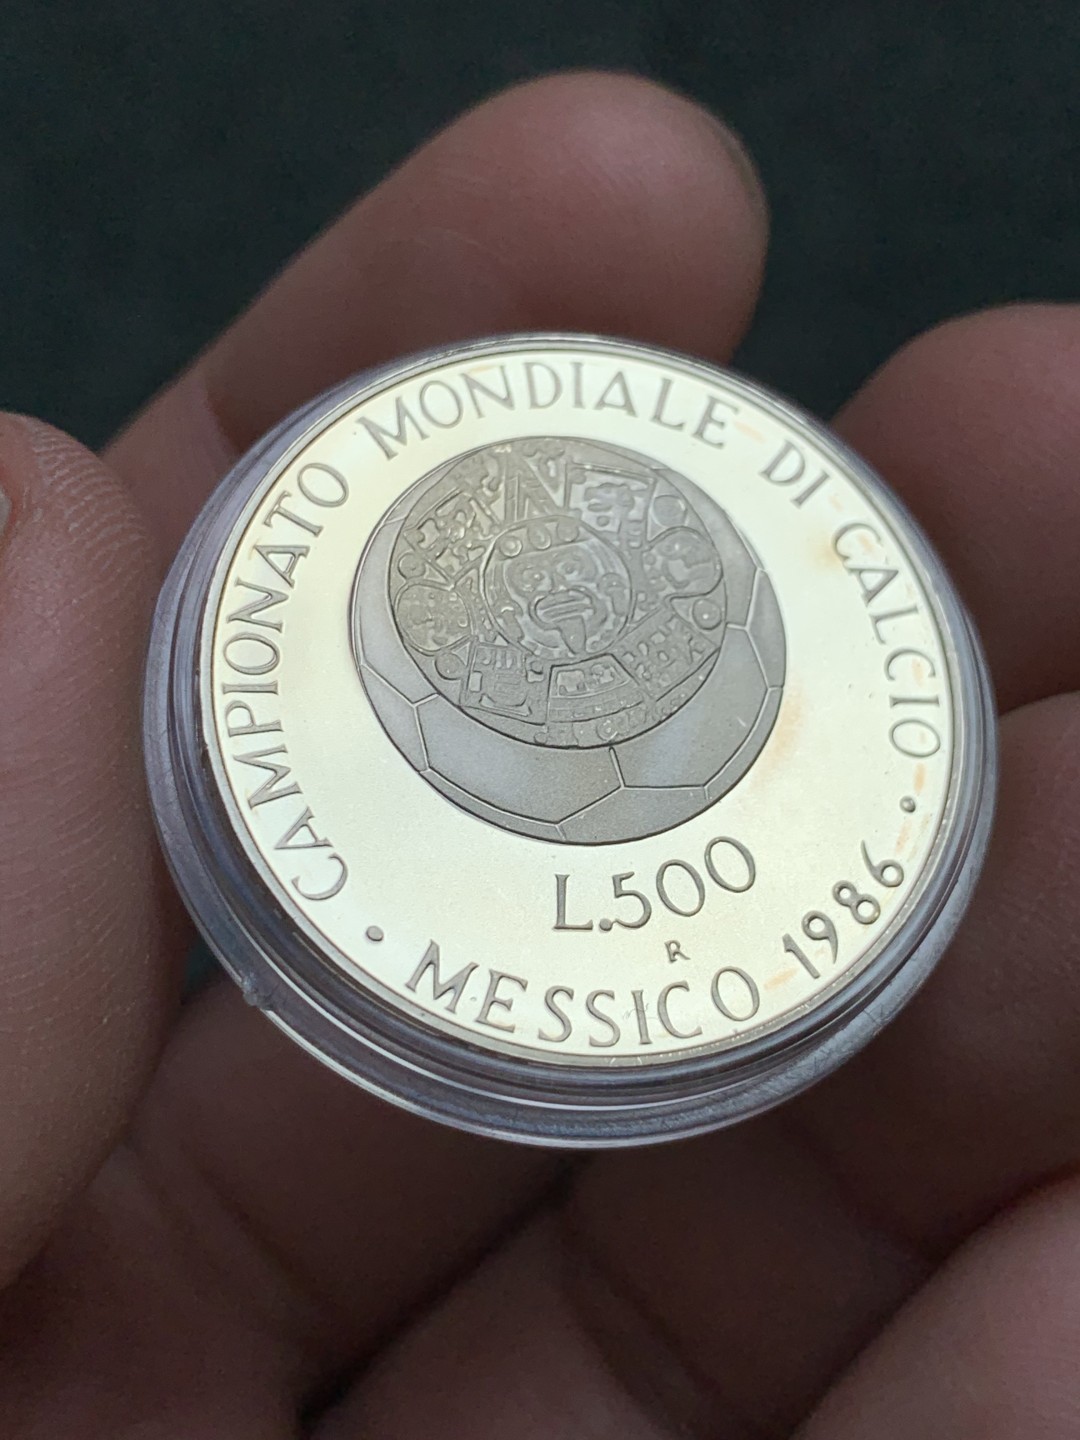 CAMPIONATO MONDIALE DI CALCIO
L.500
R
• MESSICO 1986 •